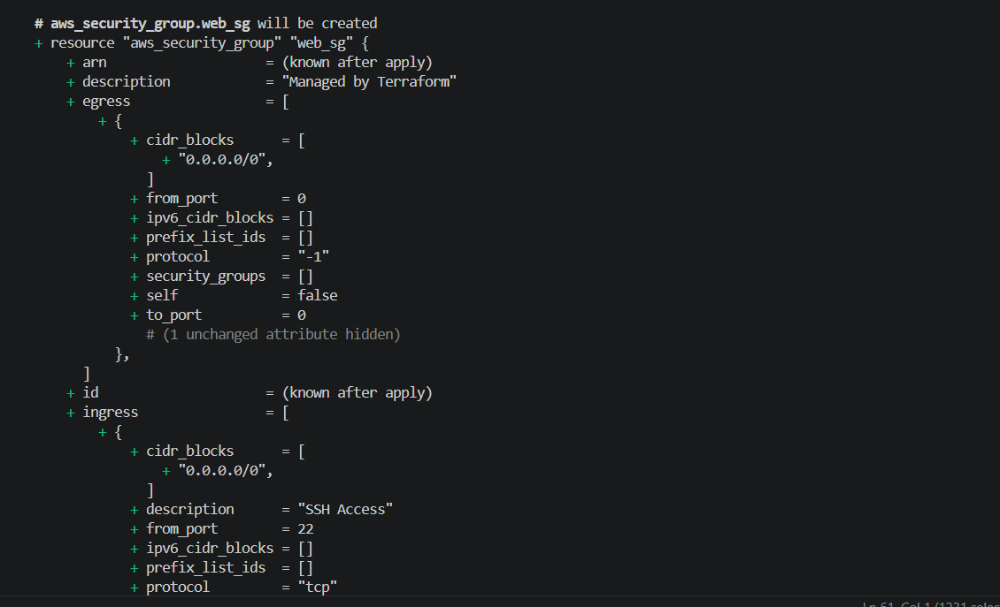 # aws_security_group.web_sg will be created
+ resource "aws_security_group" "web_sg" {
+ arn = (known after apply)
+ description = "Managed by Terraform"
+ egress = [
+ {
+ cidr_blocks = [
+ "0.0.0.0/0",
]
+ from_port = 0
+ ipv6_cidr_blocks = []
+ prefix_list_ids = []
+ protocol = "-1"
+ security_groups = []
+ self = false
+ to_port = 0
# (1 unchanged attribute hidden)
},
]
+ id = (known after apply)
+ ingress = [
+ {
+ cidr_blocks = [
+ "0.0.0.0/0",
]
+ description = "SSH Access"
+ from_port = 22
+ ipv6_cidr_blocks = []
+ prefix_list_ids = []
+ protocol = "tcp"
Ln 61, Col 1 (1231 selec